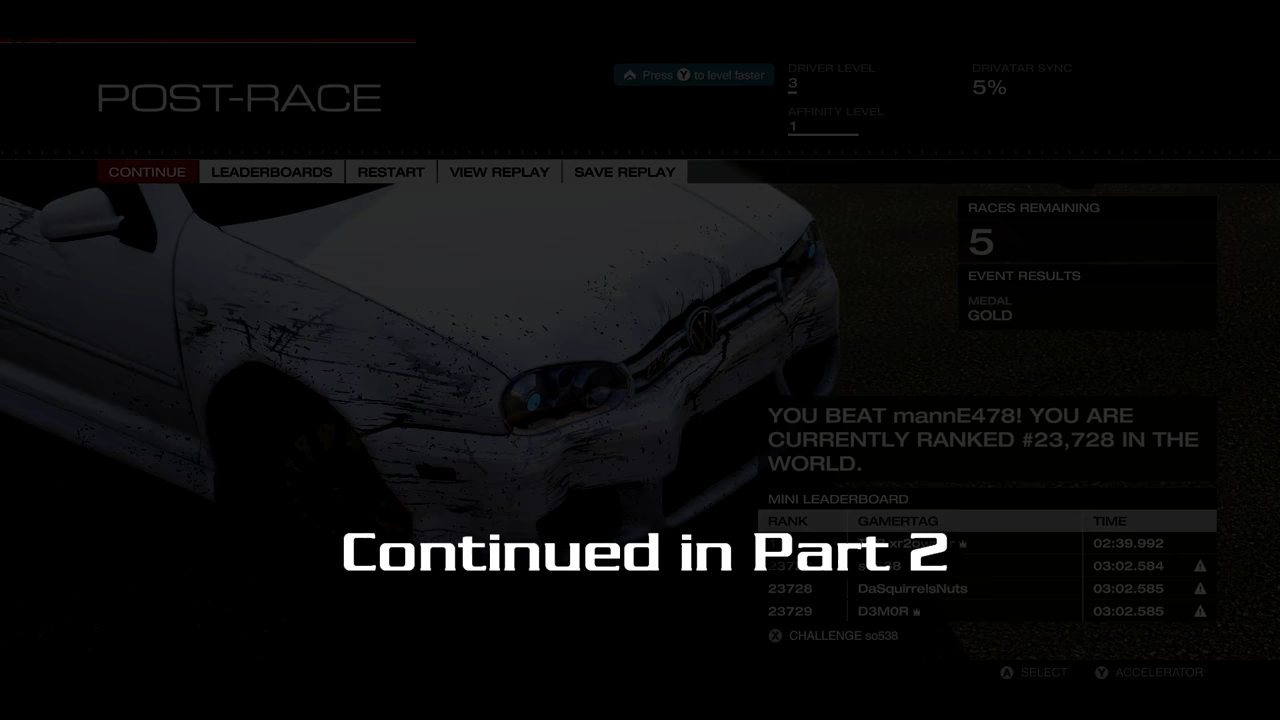 POST-RACE
Press Y to level faster
DRIVER LEVEL
3
AFFINITY LEVEL
1
DRIVATAR SYNC
5%
CONTINUE LEADERBOARDS RESTART VIEW REPLAY SAVE REPLAY
RACES REMAINING
5
EVENT RESULTS
MEDAL
GOLD
YOU BEAT mannE478! YOU ARE
CURRENTLY RANKED #23,728 IN THE
WORLD.
MINI LEADERBOARD
RANK GAMERTAG TIME
02:39.992
03:02.584
23728 DaSquirrelsNuts 03:02.585
23729 D3M0R 03:02.585
Continued in Part 2
X CHALLENGE so538
A SELECT Y ACCELERATOR